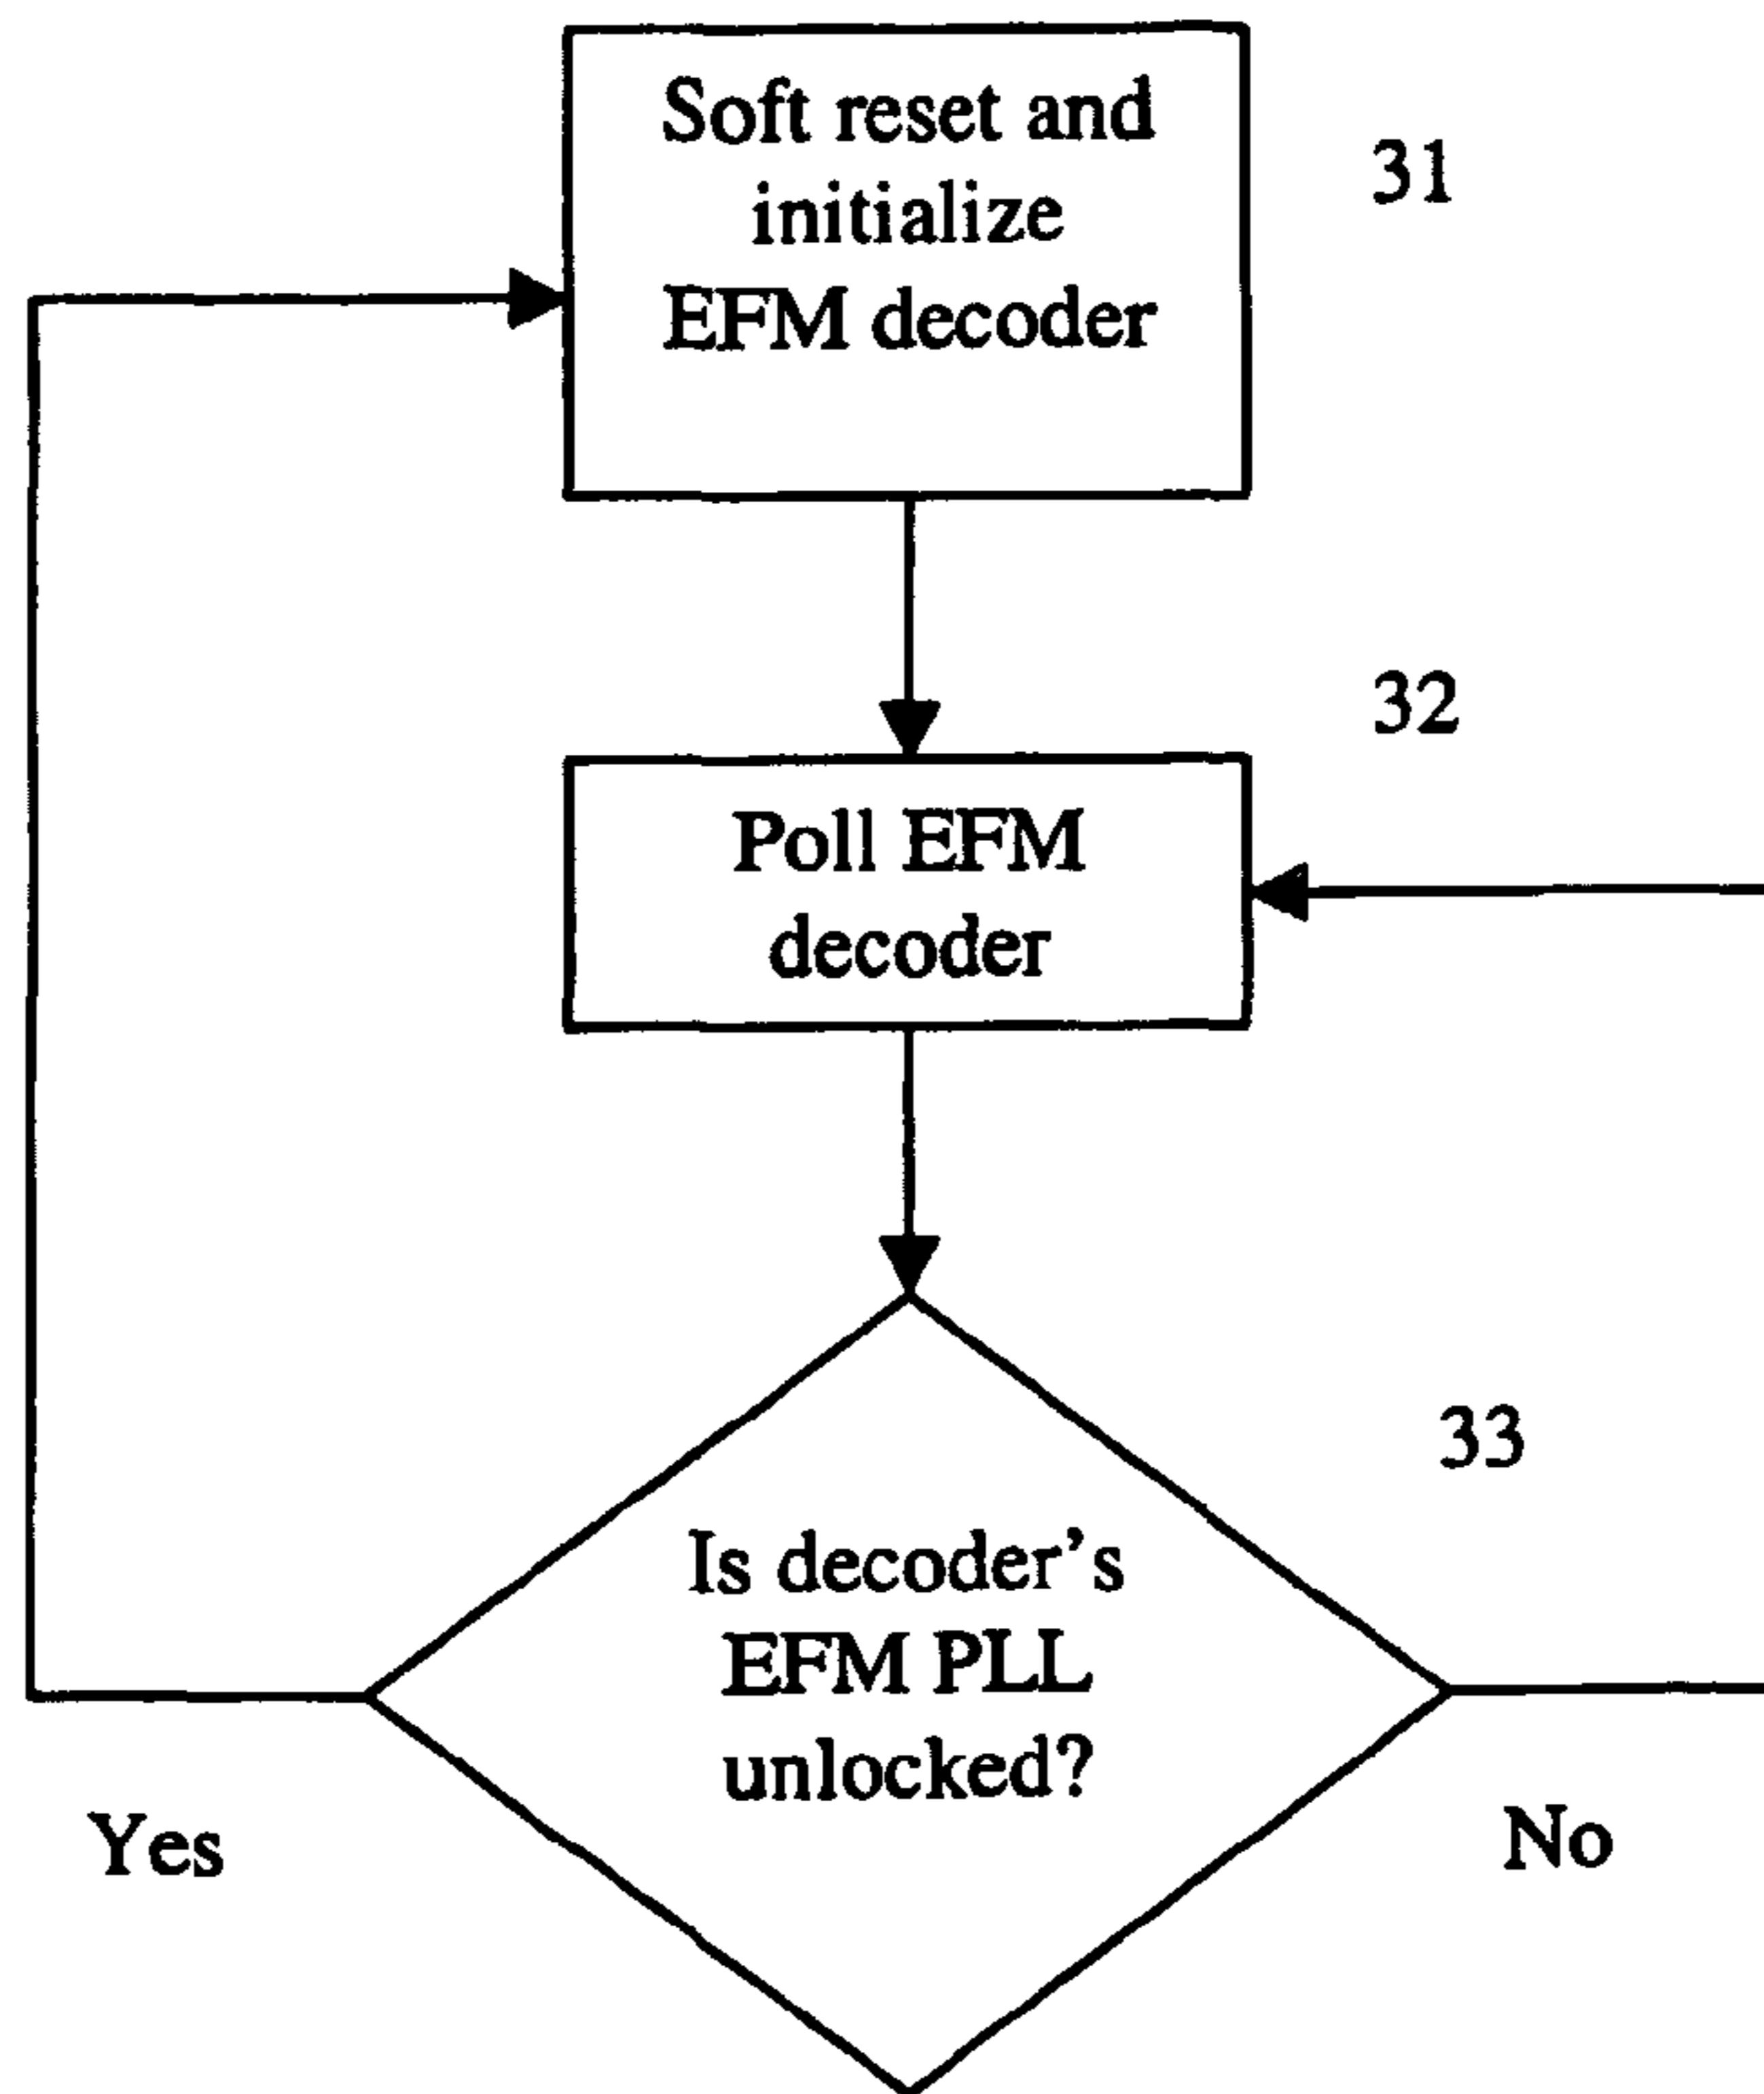 Soft reset and
initialize
EFM decoder
31
32
Poll EFM
decoder
33
Is decoder's
EFM PLL
unlocked?
Yes
No